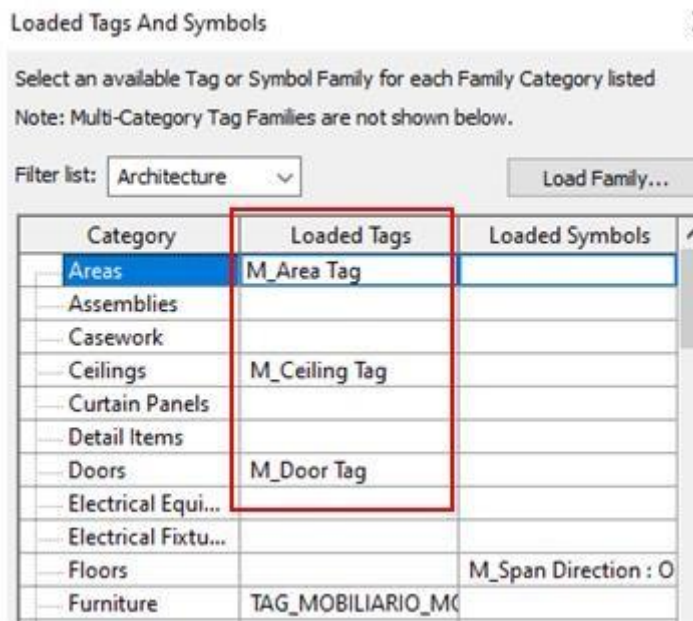 Loaded Tags And Symbols
Select an available Tag or Symbol Family for each Family Category listed
Note: Multi-Category Tag Families are not shown below.
Filter list: Architecture Load Family...
Category Loaded Tags Loaded Symbols
Areas M_Area Tag
Assemblies
Casework
Ceilings M_Ceiling Tag
Curtain Panels
Detail Items
Doors M_Door Tag
Electrical Equi...
Electrical Fixtu...
Floors M_Span Direction : O
Furniture TAG_MOBILIARIO_MO